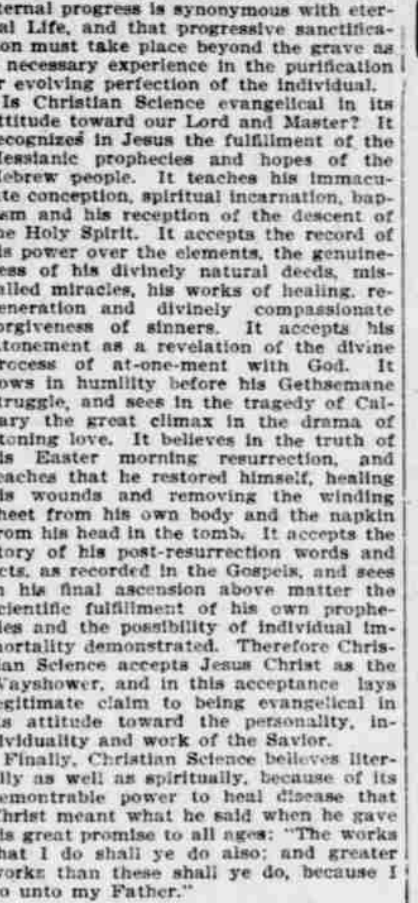 ternal progress is synonymous with eter-
al Life, and that progressive sanctifica-
on must take place beyond the grave as
necessary experience in the purification
r evolving perfection of the individual.
Is Christian Science evangelical in its
ttitude toward our Lord and Master? It
ecognizes in Jesus the fulfillment of the
essianic prophecies and hopes of the
ebrew people. It teaches his immacu-
te conception, spiritual incarnation, bap-
sm and his reception of the descent of
he Holy Spirit. It accepts the record of
is power over the elements, the genuine-
ess of his divinely natural deeds, mis-
alled miracles, his works of healing, re-
eneration and divinely compassionate
orgiveness of sinners. It accepts his
tonement as a revelation of the divine
rocess of at-one-ment with God. It
ows in humility before his Gethsemane
truggle, and sees in the tragedy of Cal-
ary the great climax in the drama of
toning love. It believes in the truth of
is Easter morning resurrection, and
eaches that he restored himself, healing
is wounds and removing the winding
heet from his own body and the napkin
rom his head in the tomb. It accepts the
tory of his post-resurrection words and
cts, as recorded in the Gospels, and sees
n his final ascension above matter the
cientific fulfillment of his own prophe-
ies and the possibility of individual im-
mortality demonstrated. Therefore Chris-
ian Science accepts Jesus Christ as the
Wayshower, and in this acceptance lays
egitimate claim to being evangelical in
ts attitude toward the personality, in-
ividuality and work of the Savior.
Finally, Christian Science believes liter-
lly as well as spiritually, because of its
emontrable power to heal disease that
Christ meant what he said when he gave
is great promise to all ages: "The works
hat I do shall ye do also; and greater
works than these shall ye do, because I
o unto my Father."